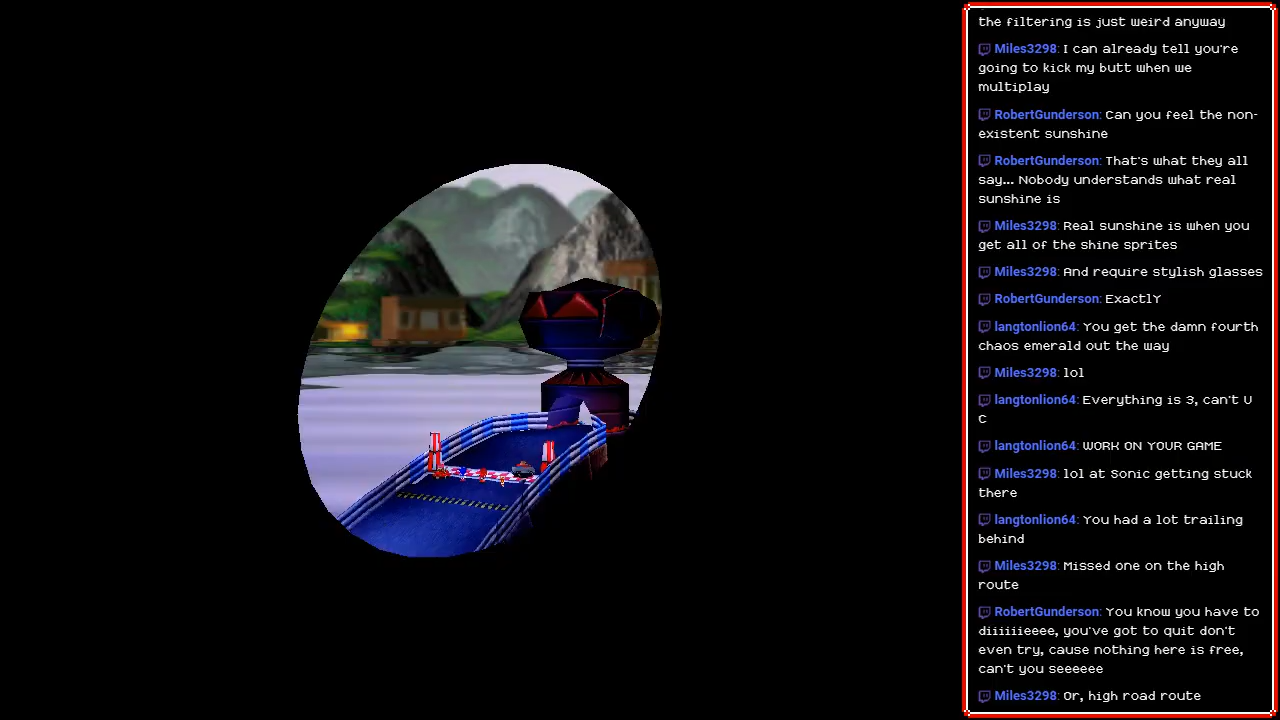 the filtering is just weird anyway
Miles3298: I can already tell you're
going to kick my butt when we
multiplay
RobertGunderson: Can you feel the non-
existent sunshine
RobertGunderson: That's what they all
say... Nobody understands what real
sunshine is
Miles3298: Real sunshine is when you
get all of the shine sprites
Miles3298: And require stylish glasses
RobertGunderson: Exactly
langtonlion64: You get the damn fourth
chaos emerald out the way
Miles3298: lol
langtonlion64: Everything is 3, can't U
C
langtonlion64: WORK ON YOUR GAME
Miles3298: lol at Sonic getting stuck
there
langtonlion64: You had a lot trailing
behind
Miles3298: Missed one on the high
route
RobertGunderson: You know you have to
diiiiiieeee, you've got to quit don't
even try, cause nothing here is free,
can't you seeeeee
Miles3298: Or, high road route